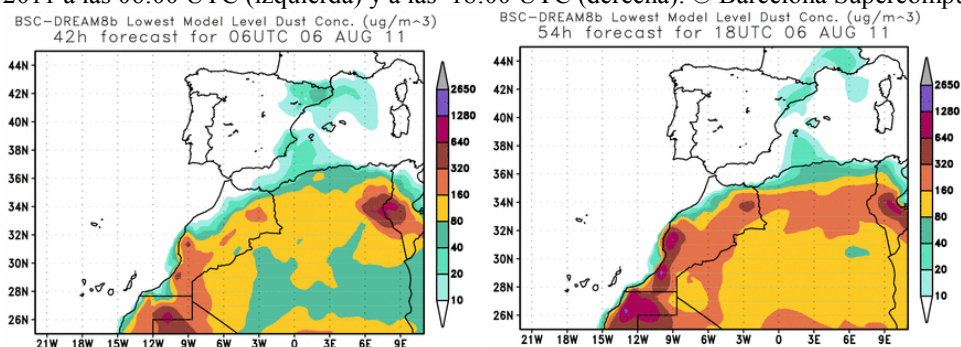 2011 a las 06:00 UTC (izquierda) y a las 18:00 UTC (derecha). © Barcelona Supercomp
BSC-DREAM8b Lowest Model Level Dust Conc. (ug/m^3)
42h forecast for 06UTC 06 AUG 11
44N
42N
40N
38N
36N
34N
32N
30N
28N
26N
21W 18W 15W 12W 9W 6W 3W 0 3E 6E 9E
2650
1280
640
320
160
80
40
20
10
BSC-DREAM8b Lowest Model Level Dust Conc. (ug/m^3)
54h forecast for 18UTC 06 AUG 11
44N
42N
40N
38N
36N
34N
32N
30N
28N
26N
21W 18W 15W 12W 9W 6W 3W 0 3E 6E 9E
2650
1280
640
320
160
80
40
20
10